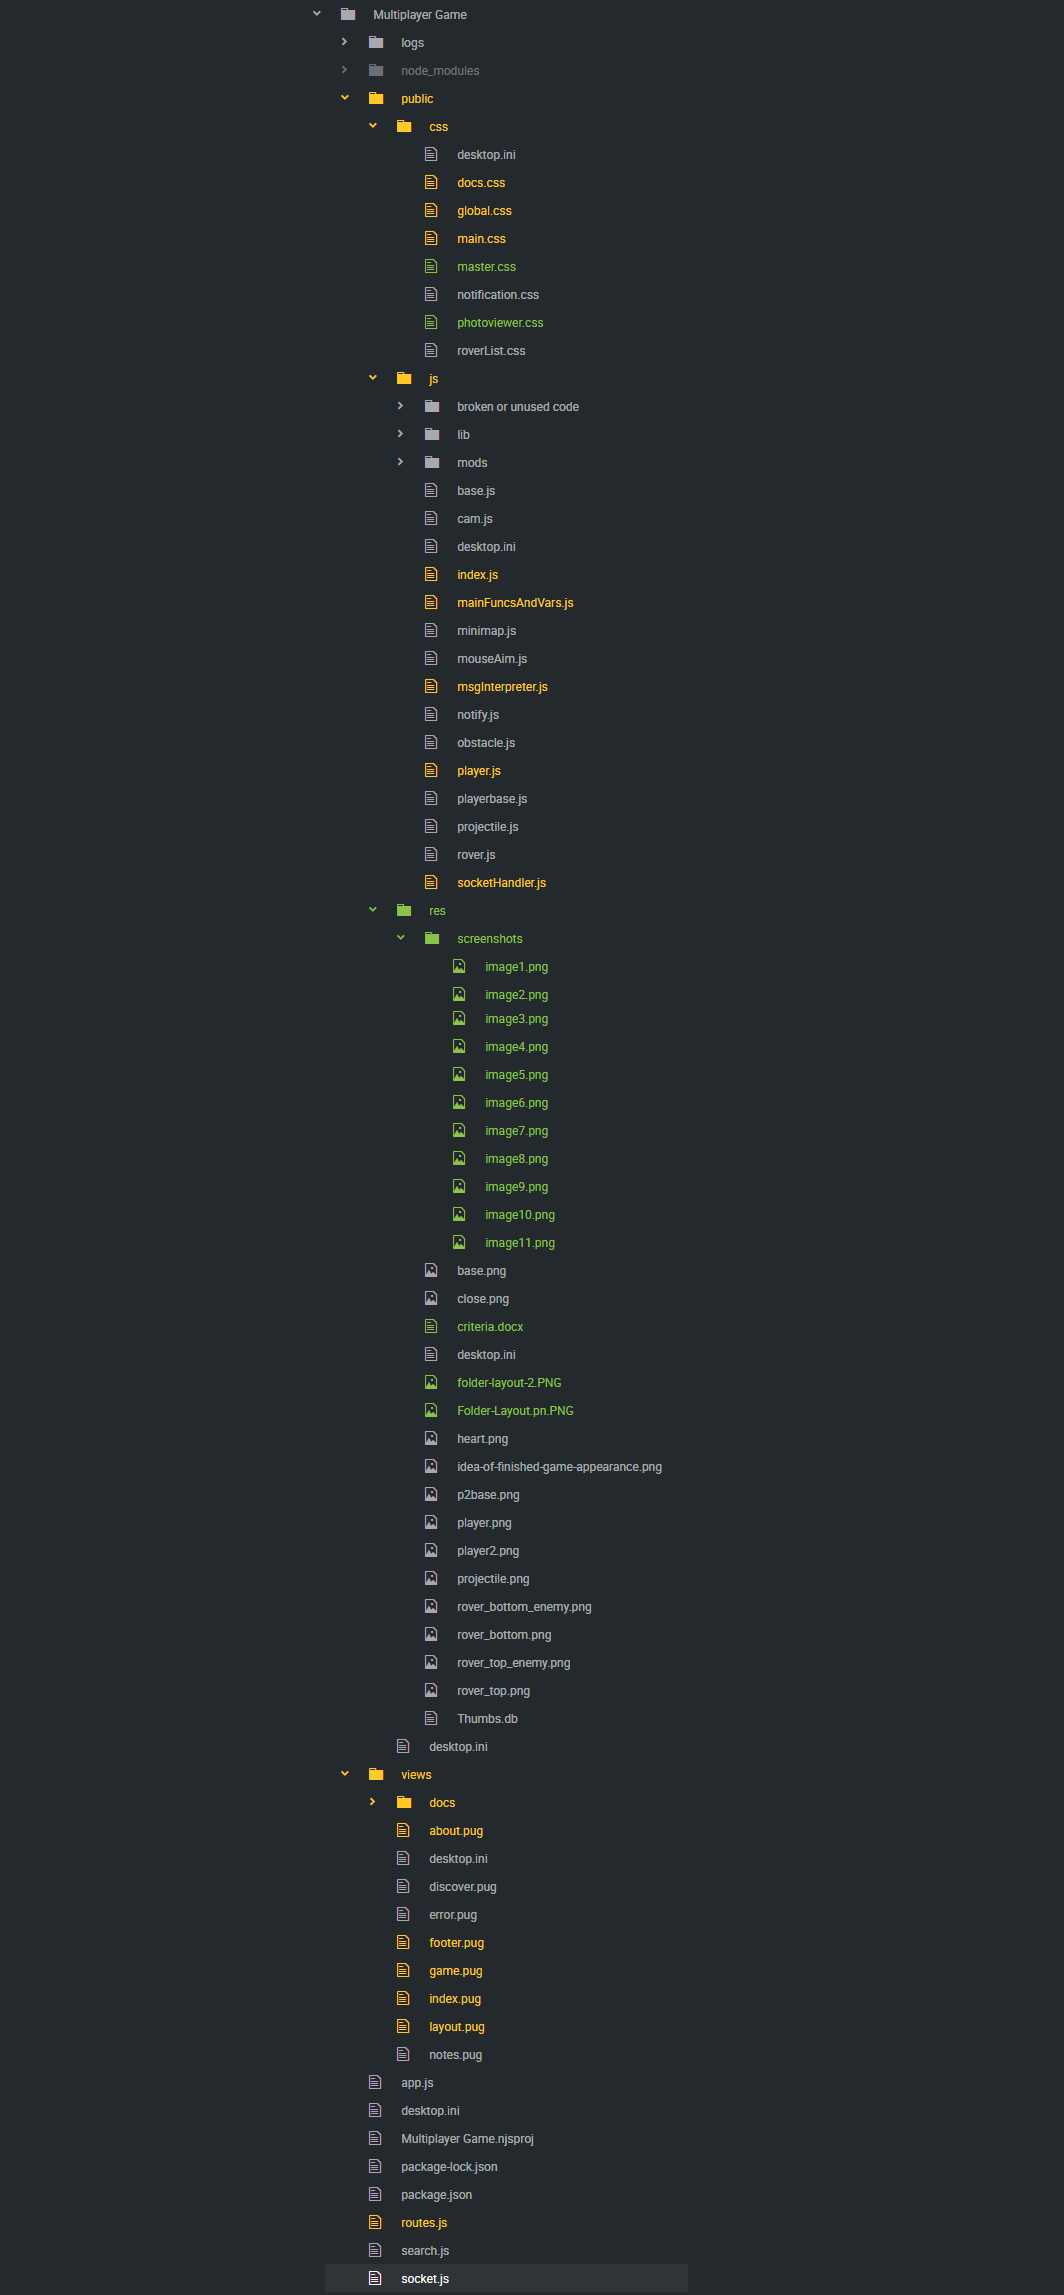 Multiplayer Game
logs
node_modules
public
css
desktop.ini
docs.css
global.css
main.css
master.css
notification.css
photoviewer.css
roverList.css
js
broken or unused code
lib
mods
base.js
cam.js
desktop.ini
index.js
mainFuncsAndVars.js
minimap.js
mouseAim.js
msgInterpreter.js
notify.js
obstacle.js
player.js
playerbase.js
projectile.js
rover.js
socketHandler.js
res
screenshots
image1.png
image2.png
image3.png
image4.png
image5.png
image6.png
image7.png
image8.png
image9.png
image10.png
image11.png
base.png
close.png
criteria.docx
desktop.ini
folder-layout-2.PNG
Folder-Layout.pn.PNG
heart.png
idea-of-finished-game-appearance.png
p2base.png
player.png
player2.png
projectile.png
rover_bottom_enemy.png
rover_bottom.png
rover_top_enemy.png
rover_top.png
Thumbs.db
desktop.ini
views
docs
about.pug
desktop.ini
discover.pug
error.pug
footer.pug
game.pug
index.pug
layout.pug
notes.pug
app.js
desktop.ini
Multiplayer Game.njsproj
package-lock.json
package.json
routes.js
search.js
socket.js